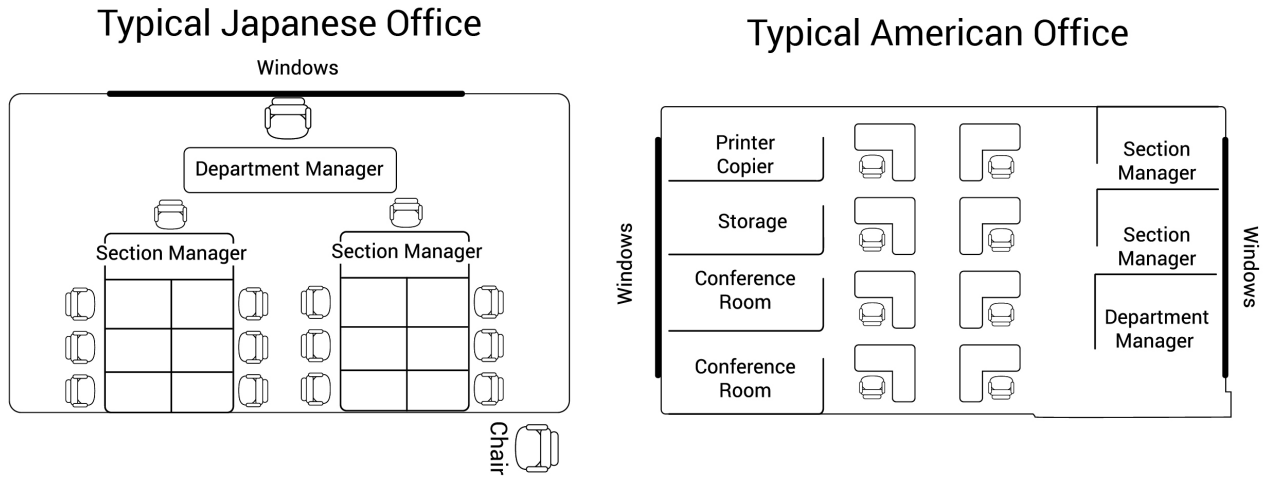 Typical Japanese Office
Windows
Department Manager
Section Manager
Section Manager
Chair
Typical American Office
Windows
Printer
Copier
Storage
Conference
Room
Conference
Room
Section
Manager
Section
Manager
Department
Manager
Windows